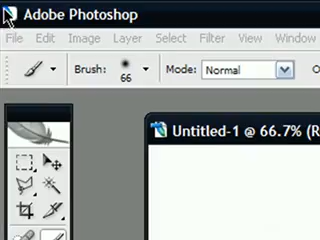 Adobe Photoshop
File Edit Image Layer Select Filter View Window
Brush: 66 Mode: Normal
Untitled-1 @ 66.7% (R